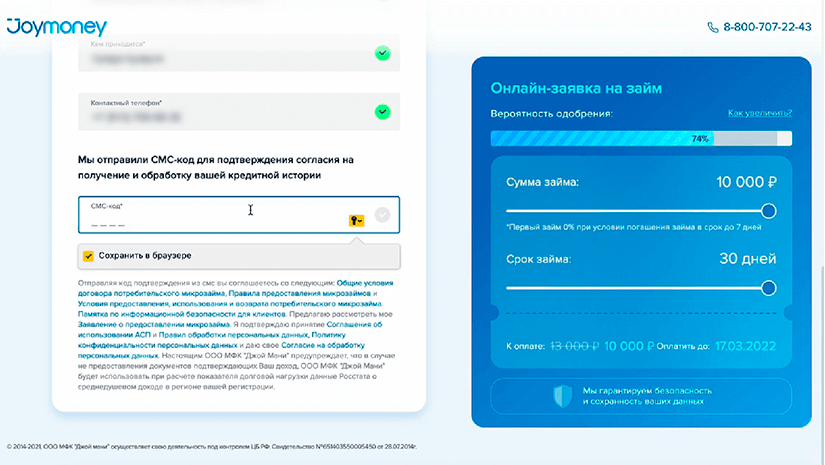 Joymoney
8-800-707-22-43
Кем приходится*
Контактный телефон*
Мы отправили СМС-код для подтверждения согласия на
получение и обработку вашей кредитной истории
СМС-код*
Сохранить в браузере
Отправляя код подтверждения из смс вы соглашаетесь со следующим: Общие условия
договора потребительского микрозайма, Правила предоставления микрозаймов и
Условия предоставления, использования и возврата потребительского микрозайма.
Памятка по информационной безопасности для клиентов. Предлагаю рассмотреть мое
Заявление о предоставлении микрозайма. Я подтверждаю принятие Соглашения об
использовании АСП и Правил обработки персональных данных, Политику
конфиденциальности персональных данных и даю свое Согласие на обработку
персональных данных. Настоящим ООО МФК "Джой Мани" предупреждает, что в случае
не предоставления документов подтверждающих Ваш доход, ООО МФК "Джой Мани"
будет использовать при расчете показателя долговой нагрузки данные Росстата о
среднедушевом доходе в регионе вашей регистрации.
Онлайн-заявка на займ
Вероятность одобрения: Как увеличить?
74%
Сумма займа: 10 000 ₽
*Первый займ 0% при условии погашения займа в срок до 7 дней
Срок займа: 30 дней
К оплате: 13 000 ₽ 10 000 ₽ Оплатить до: 17.03.2022
Мы гарантируем безопасность
и сохранность ваших данных
© 2014-2021, ООО МФК "Джой мани" осуществляет свою деятельность под контролем ЦБ РФ. Свидетельство №651403550005450 от 28.07.2014г.